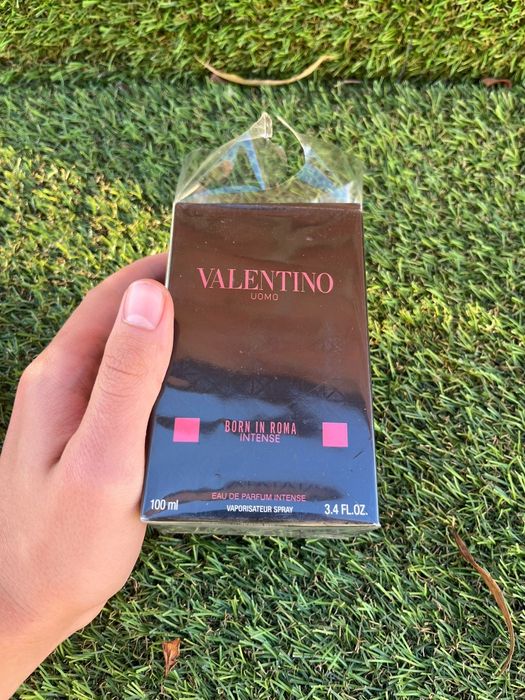 VALENTINO
UOMO
BORN IN ROMA
INTENSE
EAU DE PARFUM INTENSE
100 ml VAPORISATEUR SPRAY 3.4 FL.OZ.